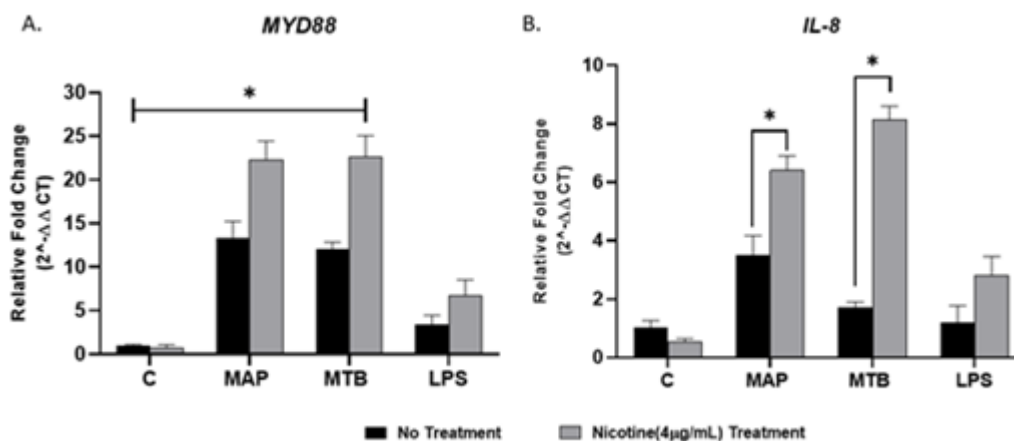 A.
MYD88
Relative Fold Change
(2^-ΔΔCT)
30
25
20
15
10
5
0
*
C MAP MTB LPS
B.
IL-8
Relative Fold Change
(2^-ΔΔCT)
10
8
6
4
2
0
*
*
C MAP MTB LPS
No Treatment Nicotine(4µg/mL) Treatment